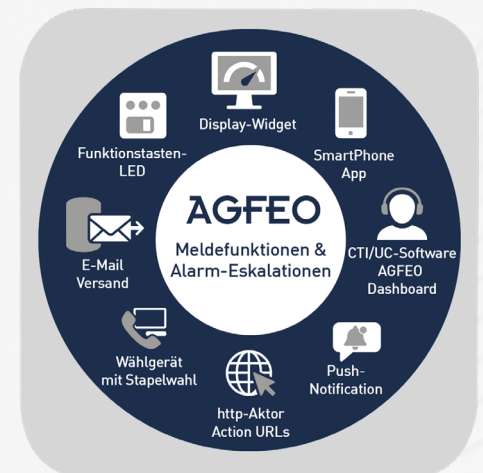 AGFEO
Meldefunktionen &
Alarm-Eskalationen
Display-Widget
SmartPhone
App
CTI/UC-Software
AGFEO
Dashboard
Push-
Notification
http-Aktor
Action URLs
Wählgerät
mit Stapelwahl
E-Mail
Versand
Funktionstasten-
LED